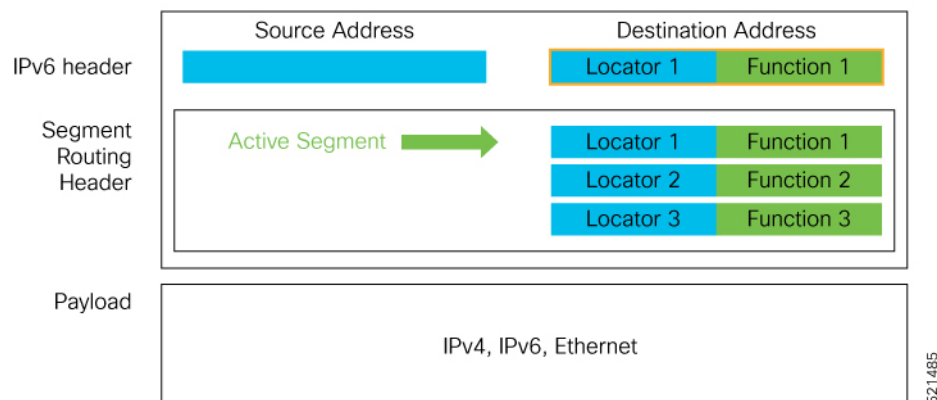 Source Address
Destination Address
IPv6 header
Locator 1
Function 1
Segment
Routing
Header
Active Segment
Locator 1
Function 1
Locator 2
Function 2
Locator 3
Function 3
Payload
IPv4, IPv6, Ethernet
521485